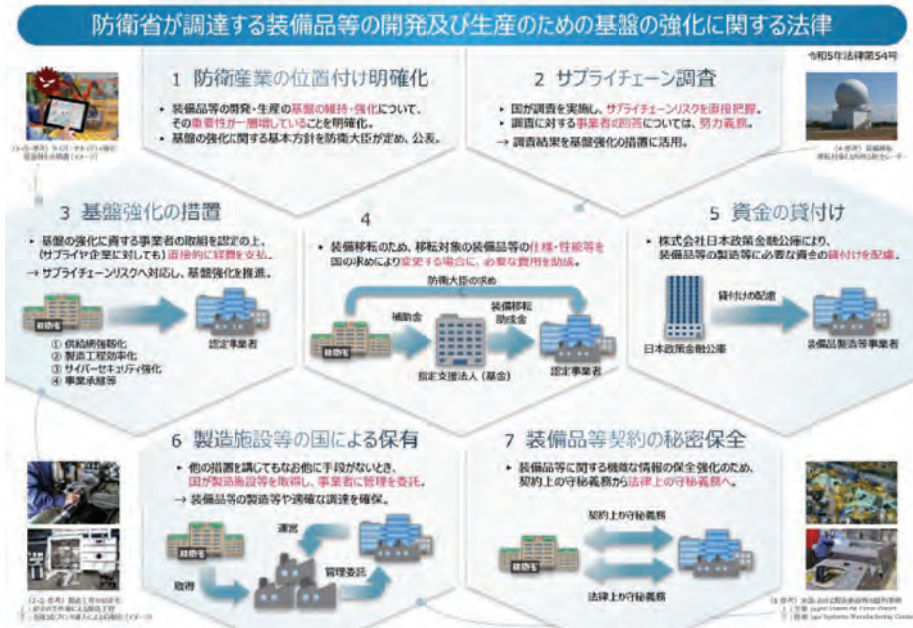 防衛省が調達する装備品等の開発及び生産のための基盤の強化に関する法律
令和5年法律第54号
1 防衛産業の位置付け明確化
▸ 装備品等の開発・生産の基盤の維持・強化について、
その重要性が一層増していることを明確化。
▸ 基盤の強化に関する基本方針を防衛大臣が定め、公表。
2 サプライチェーン調査
▸ 国が調査を実施し、サプライチェーンリスクを直接把握。
▸ 調査に対する事業者の回答については、努力義務。
→ 調査結果を基盤強化の措置に活用。
3 基盤強化の措置
▸ 基盤の強化に資する事業者の取組を認定の上、
(サプライヤ企業に対しても)直接的に経費を支払。
→ サプライチェーンリスクへ対応し、基盤強化を推進。
防衛省
認定事業者
① 供給網強靱化
② 製造工程効率化
③ サイバーセキュリティ強化
④ 事業承継等
4
▸ 装備移転のため、移転対象の装備品等の仕様・性能等を
国の求めにより変更する場合に、必要な費用を助成。
防衛大臣の求め
補助金
装備移転
助成金
防衛省
指定支援法人(基金)
認定事業者
5 資金の貸付け
▸ 株式会社日本政策金融公庫により、
装備品等の製造等に必要な資金の貸付けを配慮。
貸付けの配慮
日本政策金融公庫
装備品製造等事業者
6 製造施設等の国による保有
▸ 他の措置を講じてもなお他に手段がないとき、
国が製造施設等を取得し、事業者に管理を委託。
→ 装備品等の製造等や適確な調達を確保。
運営
防衛省
取得
管理委託
7 装備品等契約の秘密保全
▸ 装備品等に関する機微な情報の保全強化のため、
契約上の守秘義務から法律上の守秘義務へ。
契約上の守秘義務
防衛省
法律上の守秘義務